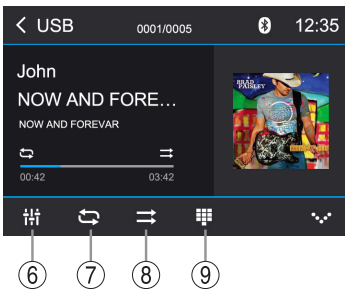 USB
0001/0005
12:35
John
NOW AND FORE...
NOW AND FOREVAR
00:42
03:42
BRAD
PAISLEY
6
7
8
9